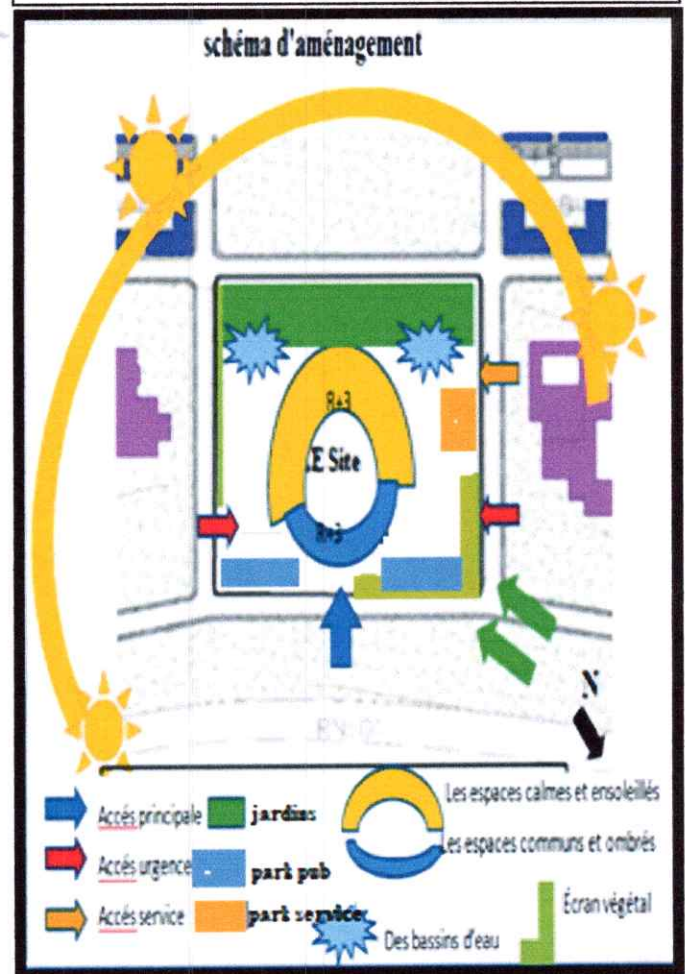 schéma d'aménagement
R+3
E Site
R+3
N
Accés principale
jardins
Les espaces calmes et ensoleillés
Les espaces communs et ombrés
Accés urgence
park pub
Accés service
park service
Écran végétal
Des bassins d'eau